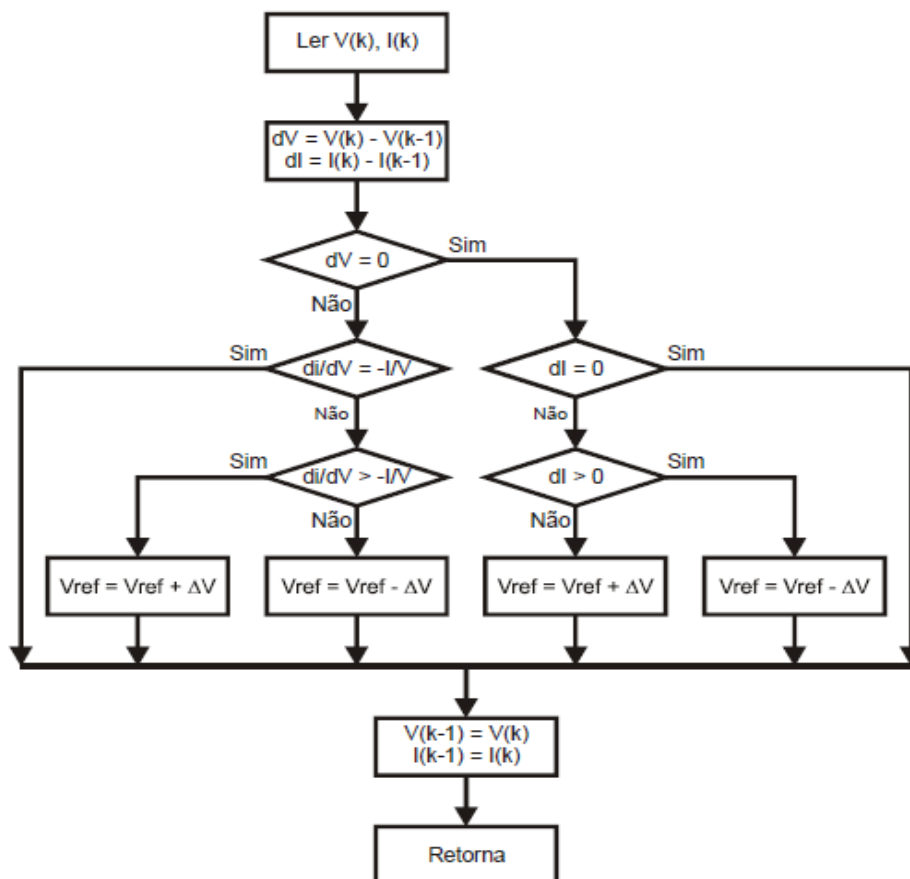 Ler V(k), I(k)
dV = V(k) - V(k-1)
dI = I(k) - I(k-1)
dV = 0
Sim
Não
di/dV = -I/V
Sim
Não
dI = 0
Sim
Não
di/dV > -I/V
Sim
Não
dI > 0
Sim
Não
Vref = Vref + ΔV
Vref = Vref - ΔV
Vref = Vref + ΔV
Vref = Vref - ΔV
V(k-1) = V(k)
I(k-1) = I(k)
Retorna